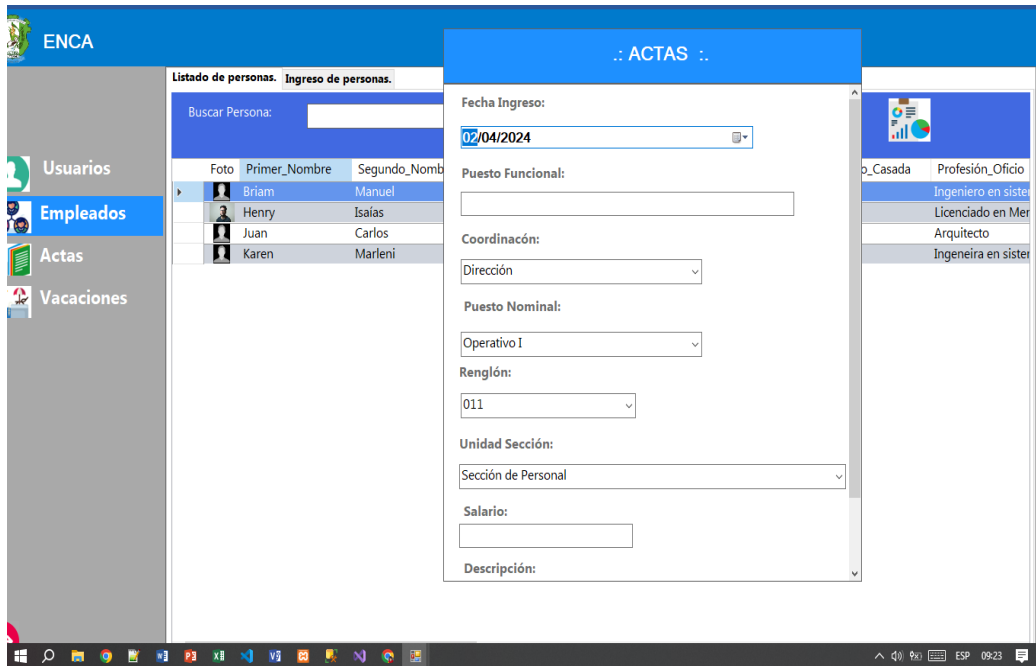 ENCA
.: ACTAS :.
Listado de personas. Ingreso de personas.
Buscar Persona:
Fecha Ingreso:
02/04/2024
Foto Primer_Nombre Segundo_Nomb o_Casada Profesión_Oficio
Usuarios
Puesto Funcional:
Briam Manuel Ingeniero en sister
Empleados
Henry Isaías Licenciado en Mer
Juan Carlos Arquitecto
Coordinacón:
Actas
Karen Marleni Ingeneira en sister
Dirección
Vacaciones
Puesto Nominal:
Operativo I
Renglón:
011
Unidad Sección:
Sección de Personal
Salario:
Descripción:
ESP 09:23